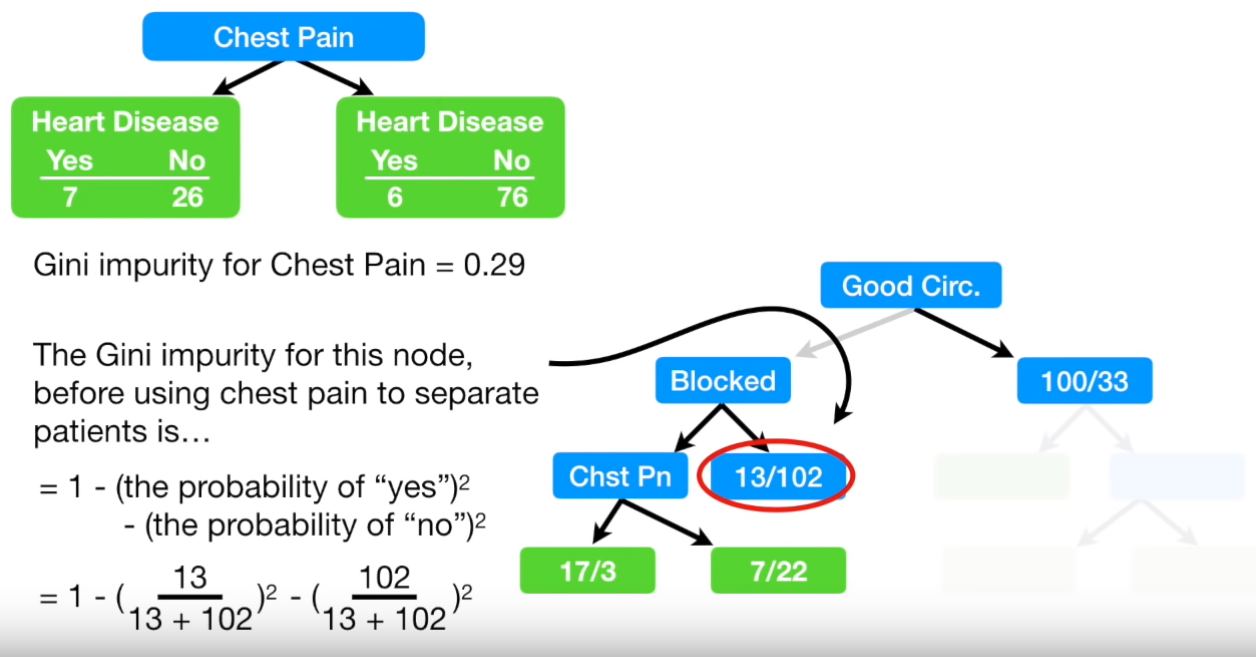 Chest Pain
Heart Disease
Yes No
7 26
Heart Disease
Yes No
6 76
Gini impurity for Chest Pain = 0.29
The Gini impurity for this node,
before using chest pain to separate
patients is…
= 1 - (the probability of “yes”)²
- (the probability of “no”)²
= 1 - (13 / 13 + 102)² - (102 / 13 + 102)²
Good Circ.
Blocked
100/33
Chst Pn
13/102
17/3
7/22